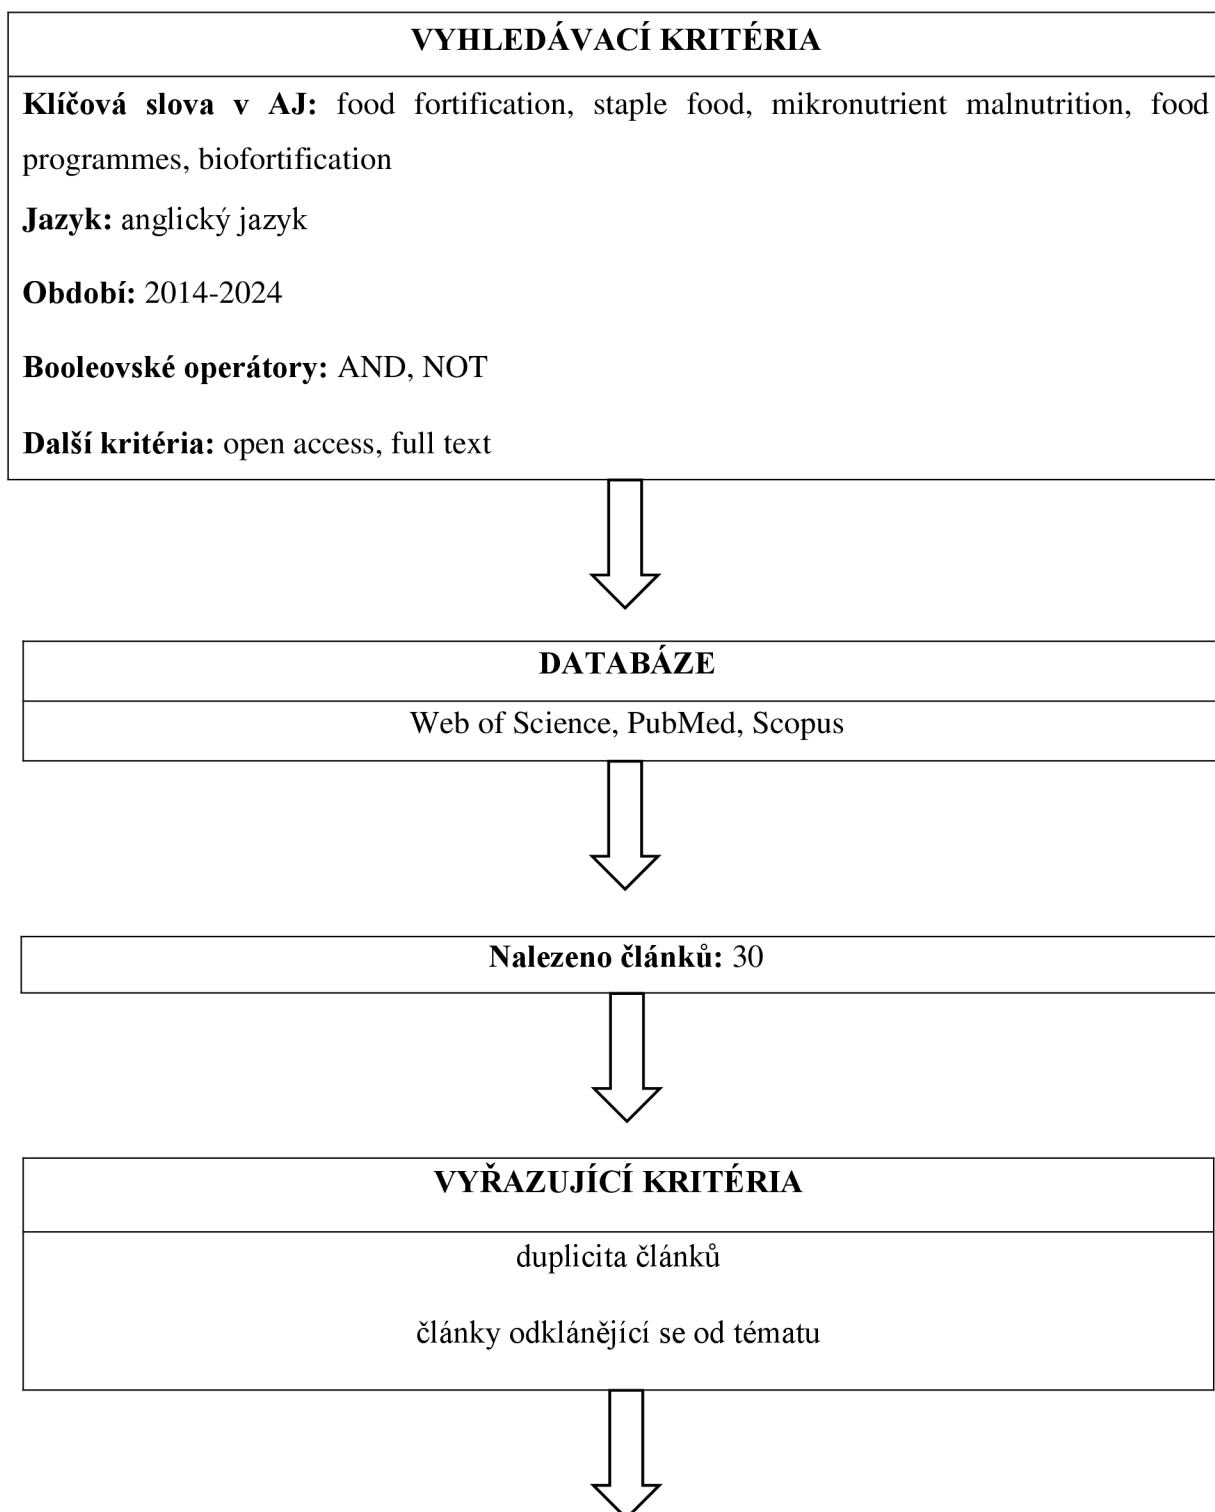 VYHLEDÁVACÍ KRITÉRIA
Klíčová slova v AJ: food fortification, staple food, mikronutrient malnutrition, food
programmes, biofortification
Jazyk: anglický jazyk
Období: 2014-2024
Booleovské operátory: AND, NOT
Další kritéria: open access, full text
DATABÁZE
Web of Science, PubMed, Scopus
Nalezeno článků: 30
VYŘAZUJÍCÍ KRITÉRIA
duplicita článků
články odklánějící se od tématu